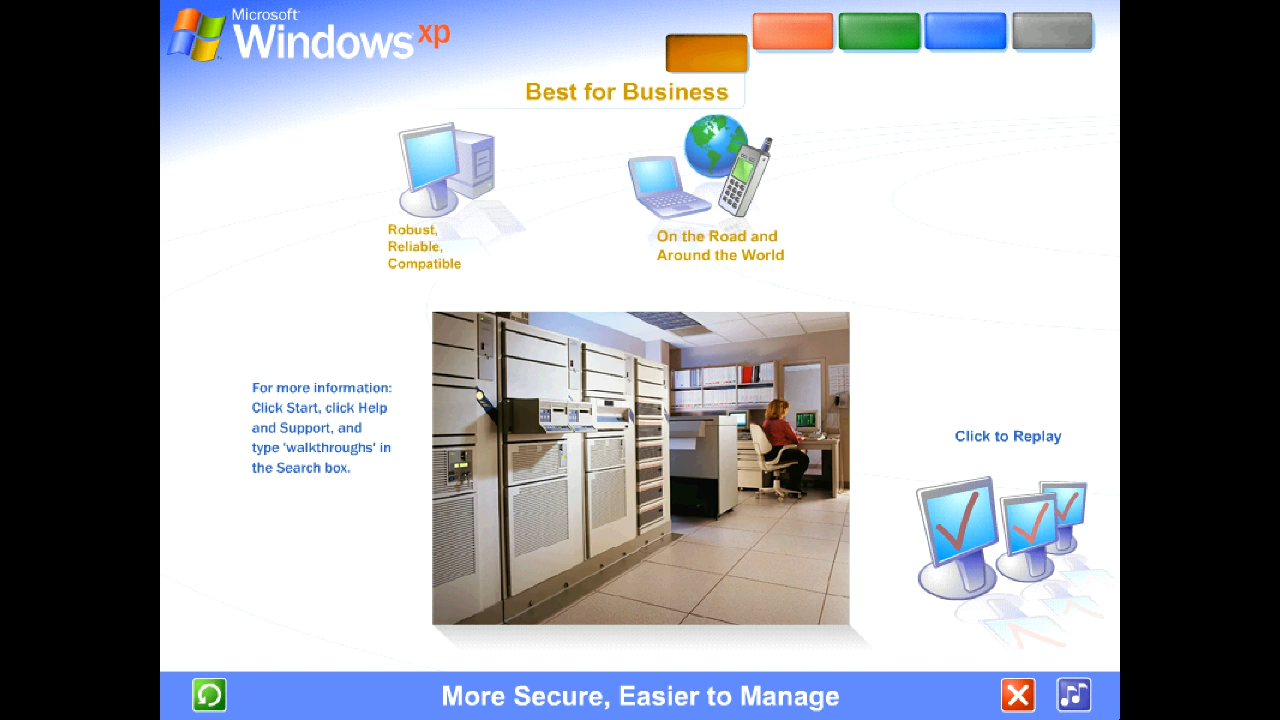 Microsoft®
Windows xp
Best for Business
Robust,
Reliable,
Compatible
On the Road and
Around the World
For more information:
Click Start, click Help
and Support, and
type 'walkthroughs' in
the Search box.
Click to Replay
More Secure, Easier to Manage